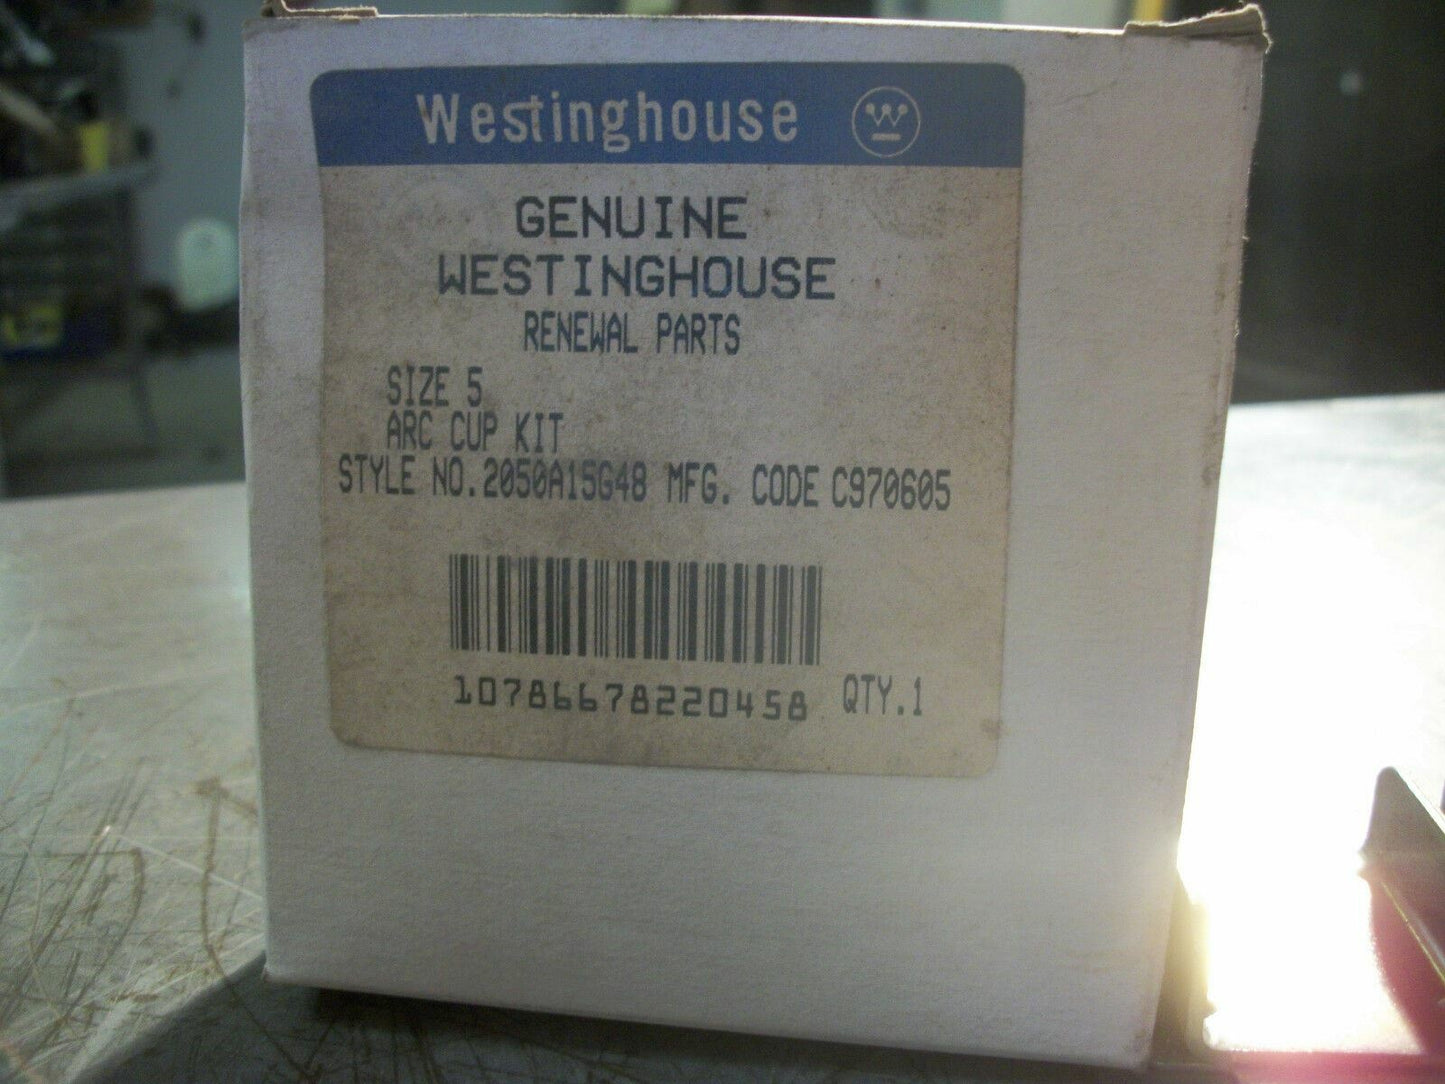 Westinghouse
GENUINE
WESTINGHOUSE
RENEWAL PARTS
SIZE 5
ARC CUP KIT
STYLE NO.2050A15G48 MFG. CODE C970605
10786678220458 QTY.1